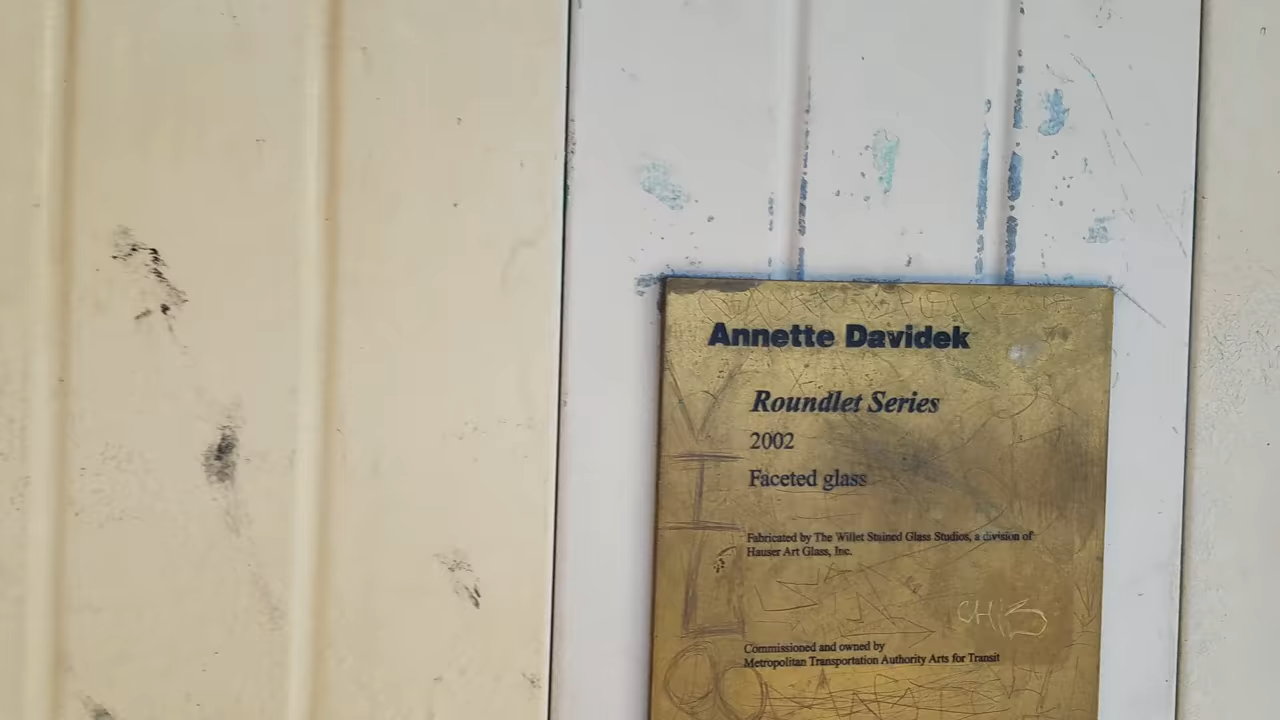 Annette Davidek
Roundlet Series
2002
Faceted glass
Fabricated by The Willet Stained Glass Studios, a division of
Hauser Art Glass, Inc.
CHIS
Commissioned and owned by
Metropolitan Transportation Authority Arts for Transit